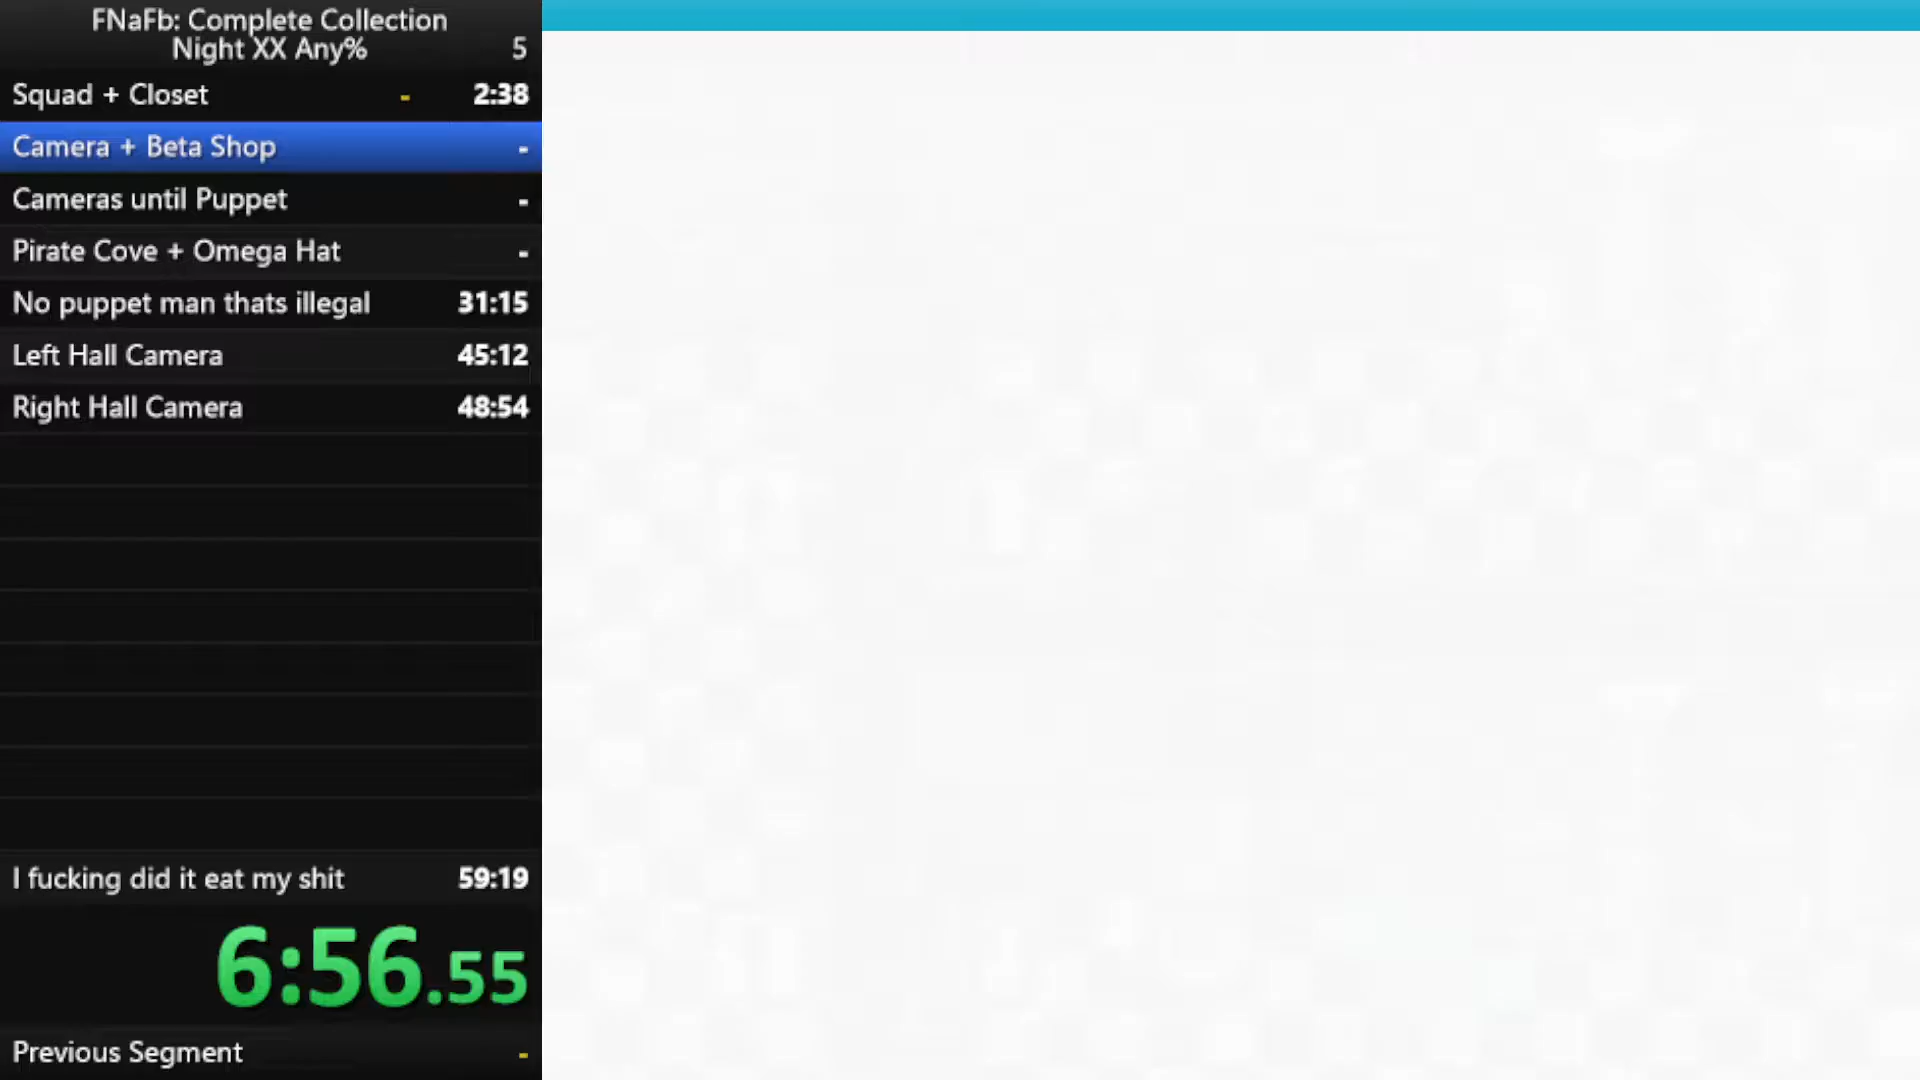 FNaFb: Complete Collection
Night XX Any% 5
Squad + Closet - 2:38
Camera + Beta Shop -
Cameras until Puppet -
Pirate Cove + Omega Hat -
No puppet man thats illegal 31:15
Left Hall Camera 45:12
Right Hall Camera 48:54
I fucking did it eat my shit 59:19
6:56.55
Previous Segment -